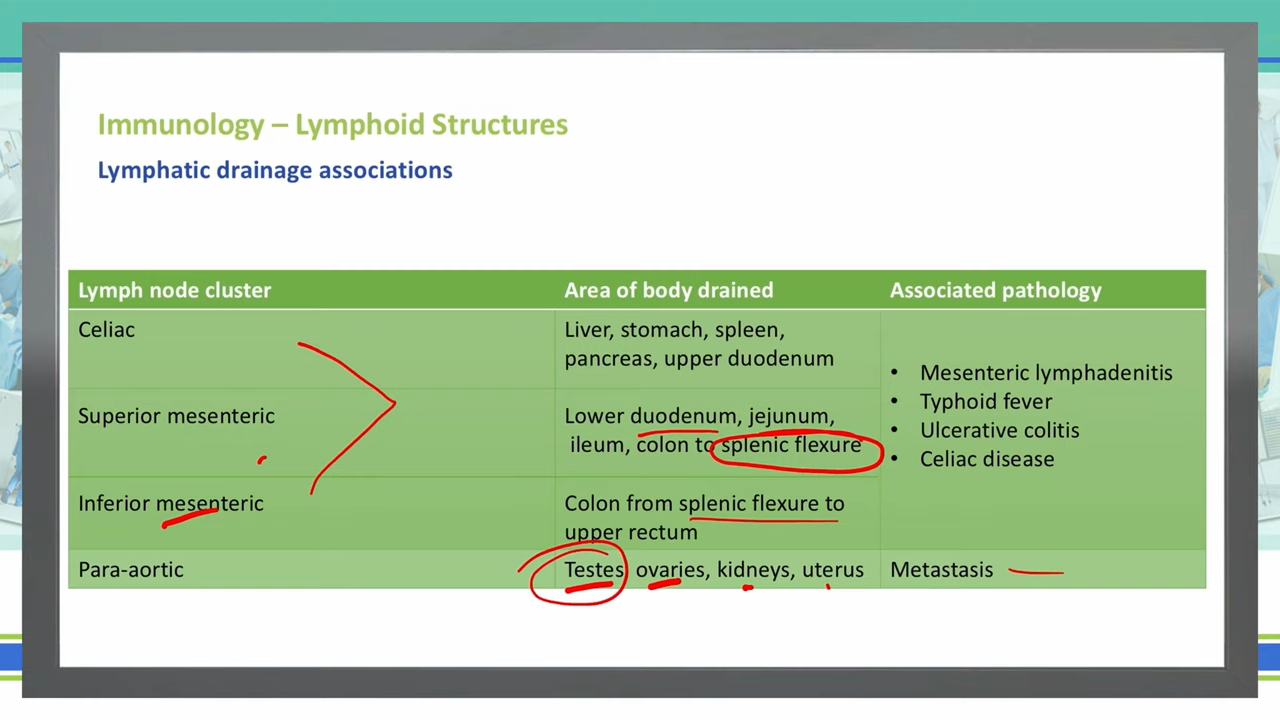 Immunology – Lymphoid Structures
Lymphatic drainage associations
Lymph node cluster
Area of body drained
Associated pathology
Celiac
Liver, stomach, spleen,
pancreas, upper duodenum
Superior mesenteric
Lower duodenum, jejunum,
ileum, colon to splenic flexure
Inferior mesenteric
Colon from splenic flexure to
upper rectum
• Mesenteric lymphadenitis
• Typhoid fever
• Ulcerative colitis
• Celiac disease
Para-aortic
Testes, ovaries, kidneys, uterus
Metastasis